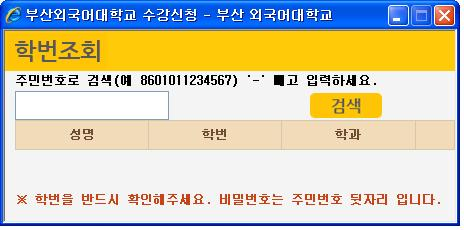 부산외국어대학교 수강신청 - 부산 외국어대학교
학번조회
주민번호로 검색(예 8601011234567) '-' 빼고 입력하세요.
검색
성명 학번 학과
※ 학번을 반드시 확인해주세요. 비밀번호는 주민번호 뒷자리 입니다.